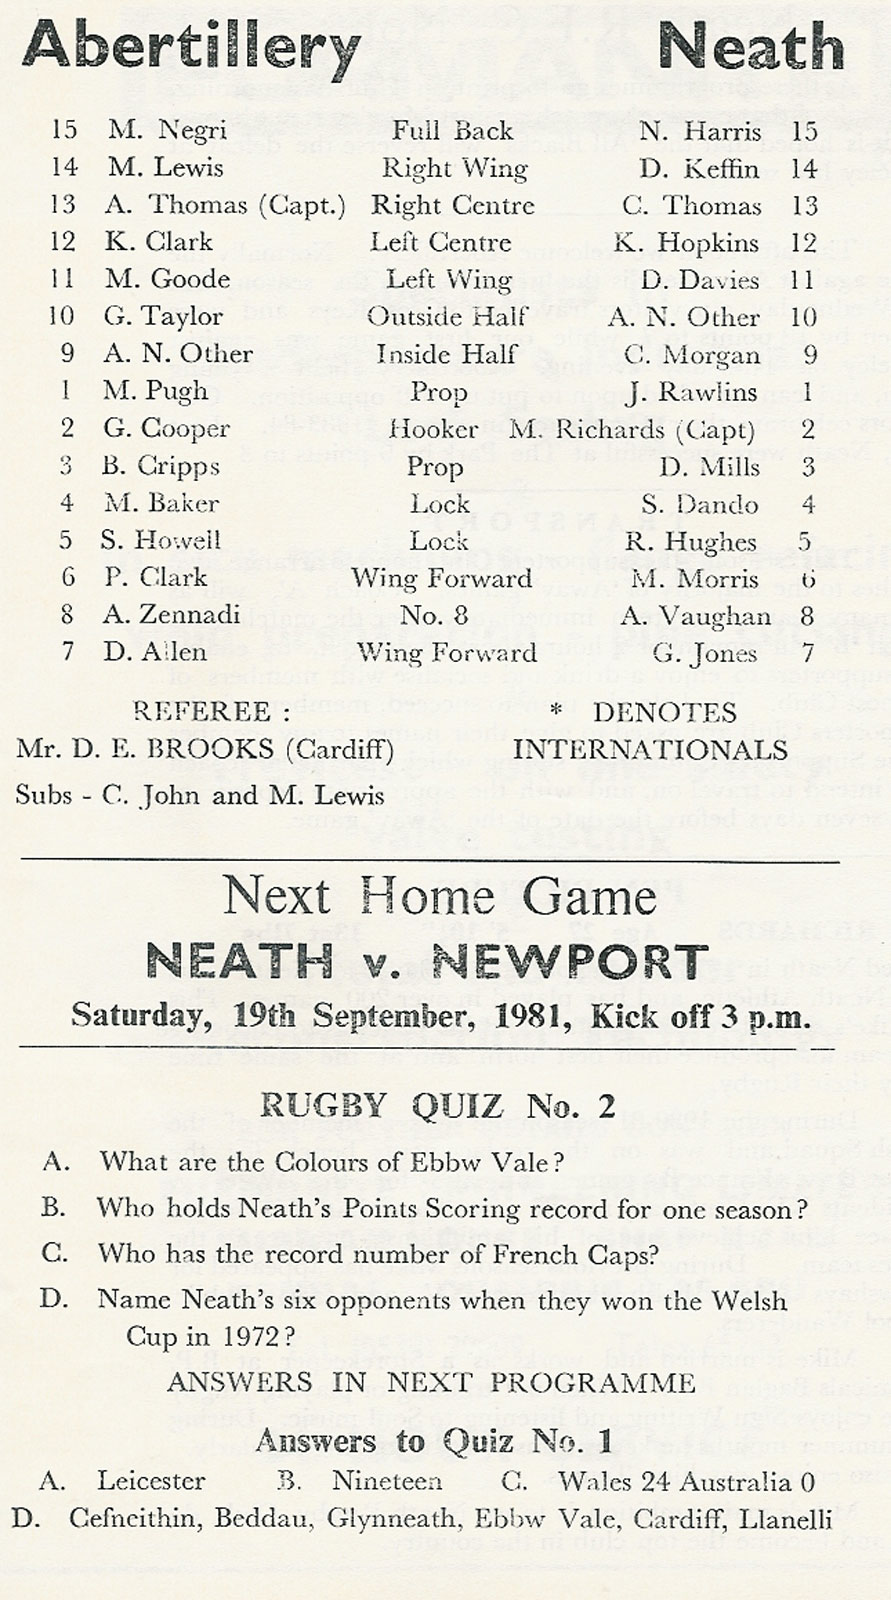 Abertillery Neath
15 M. Negri Full Back N. Harris 15
14 M. Lewis Right Wing D. Keffin 14
13 A. Thomas (Capt.) Right Centre C. Thomas 13
12 K. Clark Left Centre K. Hopkins 12
11 M. Goode Left Wing D. Davies 11
10 G. Taylor Outside Half A. N. Other 10
9 A. N. Other Inside Half C. Morgan 9
1 M. Pugh Prop J. Rawlins 1
2 G. Cooper Hooker M. Richards (Capt) 2
3 B. Cripps Prop D. Mills 3
4 M. Baker Lock S. Dando 4
5 S. Howell Lock R. Hughes 5
6 P. Clark Wing Forward M. Morris 6
8 A. Zennadi No. 8 A. Vaughan 8
7 D. Allen Wing Forward G. Jones 7
REFEREE : * DENOTES
Mr. D. E. BROOKS (Cardiff) INTERNATIONALS
Subs - C. John and M. Lewis
Next Home Game
NEATH v. NEWPORT
Saturday, 19th September, 1981, Kick off 3 p.m.
RUGBY QUIZ No. 2
A. What are the Colours of Ebbw Vale?
B. Who holds Neath's Points Scoring record for one season?
C. Who has the record number of French Caps?
D. Name Neath's six opponents when they won the Welsh
Cup in 1972?
ANSWERS IN NEXT PROGRAMME
Answers to Quiz No. 1
A. Leicester B. Nineteen C. Wales 24 Australia 0
D. Cefneithin, Beddau, Glynneath, Ebbw Vale, Cardiff, Llanelli